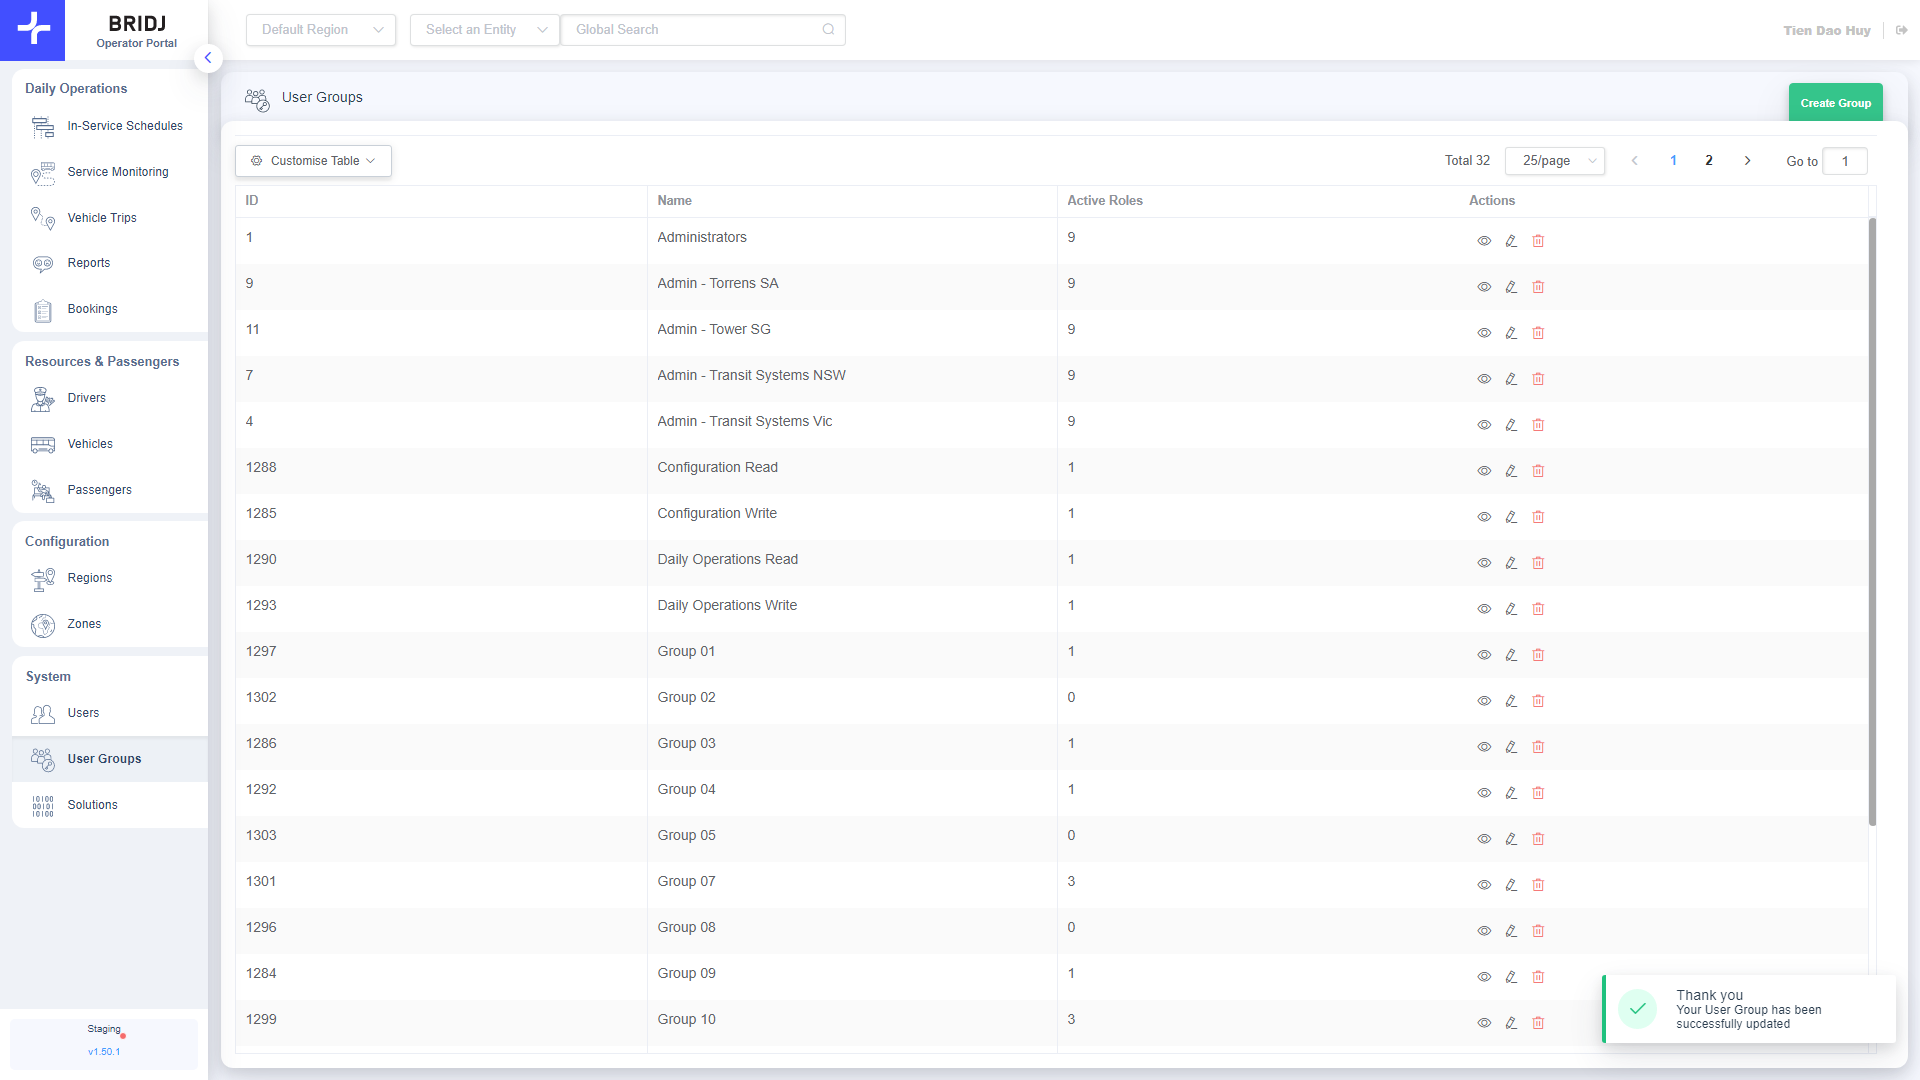 BRIDJ
Operator Portal
Default Region
Select an Entity
Global Search
Tien Dao Huy
Daily Operations
In-Service Schedules
Service Monitoring
Vehicle Trips
Reports
Bookings
Resources & Passengers
Drivers
Vehicles
Passengers
Configuration
Regions
Zones
System
Users
User Groups
10100
00101
10100
Solutions
Staging
v1.50.1
User Groups
Create Group
Customise Table
Total 32
25/page
1
2
Go to
1
ID Name Active Roles Actions
1 Administrators 9
9 Admin - Torrens SA 9
11 Admin - Tower SG 9
7 Admin - Transit Systems NSW 9
4 Admin - Transit Systems Vic 9
1288 Configuration Read 1
1285 Configuration Write 1
1290 Daily Operations Read 1
1293 Daily Operations Write 1
1297 Group 01 1
1302 Group 02 0
1286 Group 03 1
1292 Group 04 1
1303 Group 05 0
1301 Group 07 3
1296 Group 08 0
1284 Group 09 1
1299 Group 10 3
Thank you
Your User Group has been
successfully updated